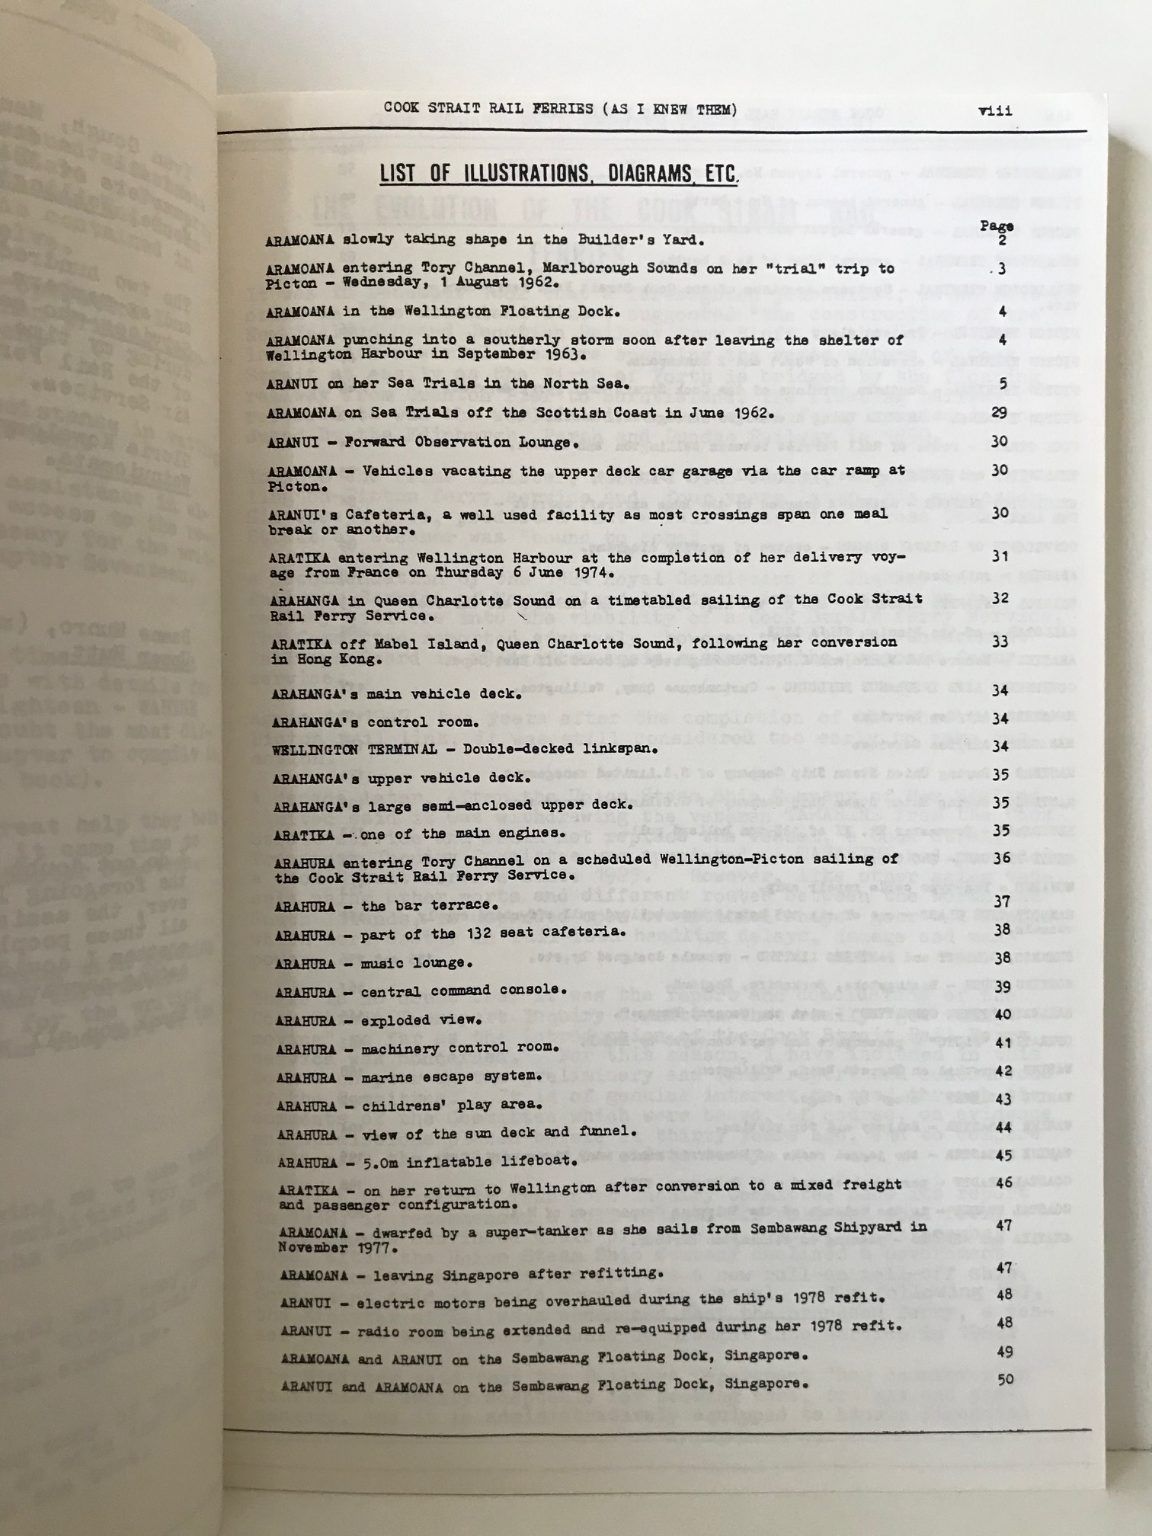 COOK STRAIT RAIL FERRIES (AS I KNEW THEM) viii
LIST OF ILLUSTRATIONS, DIAGRAMS, ETC.
Page
ARAMOANA slowly taking shape in the Builder's Yard. 2
ARAMOANA entering Tory Channel, Marlborough Sounds on her "trial" trip to 3
Picton - Wednesday, 1 August 1962.
ARAMOANA in the Wellington Floating Dock. 4
ARAMOANA punching into a southerly storm soon after leaving the shelter of 4
Wellington Harbour in September 1963.
ARANUI on her Sea Trials in the North Sea. 5
ARAMOANA on Sea Trials off the Scottish Coast in June 1962. 29
ARANUI - Forward Observation Lounge. 30
ARAMOANA - Vehicles vacating the upper deck car garage via the car ramp at 30
Picton.
ARANUI's Cafeteria, a well used facility as most crossings span one meal 30
break or another.
ARATIKA entering Wellington Harbour at the completion of her delivery voy- 31
age from France on Thursday 6 June 1974.
ARAHANGA in Queen Charlotte Sound on a timetabled sailing of the Cook Strait 32
Rail Ferry Service.
ARATIKA off Mabel Island, Queen Charlotte Sound, following her conversion 33
in Hong Kong.
ARAHANGA's main vehicle deck. 34
ARAHANGA's control room. 34
WELLINGTON TERMINAL - Double-decked linkspan. 34
ARAHANGA's upper vehicle deck. 35
ARAHANGA's large semi-enclosed upper deck. 35
ARATIKA - one of the main engines. 35
ARAHURA entering Tory Channel on a scheduled Wellington-Picton sailing of 36
the Cook Strait Rail Ferry Service.
ARAHURA - the bar terrace. 37
ARAHURA - part of the 132 seat cafeteria. 38
ARAHURA - music lounge. 38
ARAHURA - central command console. 39
ARAHURA - exploded view. 40
ARAHURA - machinery control room. 41
ARAHURA - marine escape system. 42
ARAHURA - childrens' play area. 43
ARAHURA - view of the sun deck and funnel. 44
ARAHURA - 5.0m inflatable lifeboat. 45
ARATIKA - on her return to Wellington after conversion to a mixed freight 46
and passenger configuration.
ARAMOANA - dwarfed by a super-tanker as she sails from Sembawang Shipyard in 47
November 1977.
ARAMOANA - leaving Singapore after refitting. 47
ARANUI - electric motors being overhauled during the ship's 1978 refit. 48
ARANUI - radio room being extended and re-equipped during her 1978 refit. 48
ARAMOANA and ARANUI on the Sembawang Floating Dock, Singapore. 49
ARANUI and ARAMOANA on the Sembawang Floating Dock, Singapore. 50